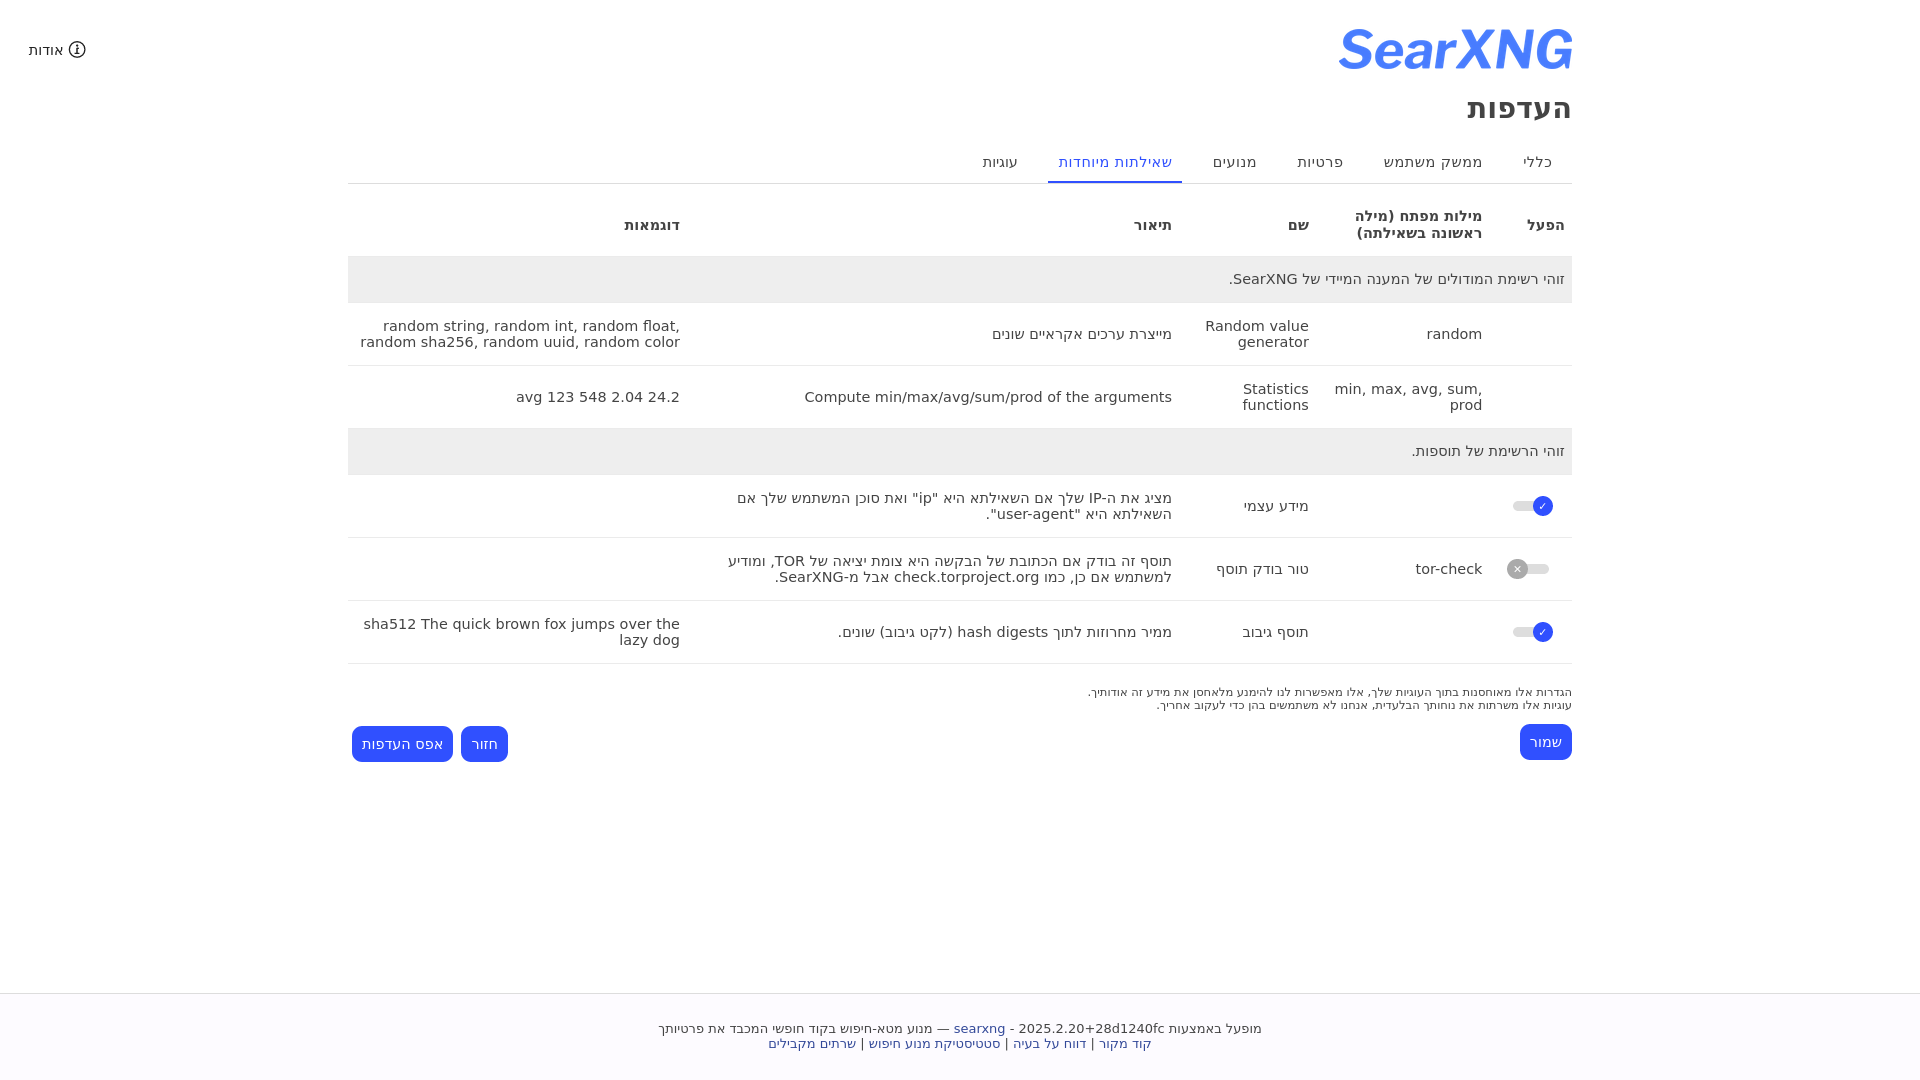 SearXNG
אודות
העדפות
כללי
ממשק משתמש
פרטיות
מנועים
שאילתות מיוחדות
עוגיות
הפעל
מילות מפתח (מילה
ראשונה בשאילתה)
שם
תיאור
דוגמאות
זוהי רשימת המודולים של המענה המיידי של SearXNG.
random
Random value
generator
מייצרת ערכים אקראיים שונים
random string, random int, random float,
random sha256, random uuid, random color
min, max, avg, sum,
prod
Statistics
functions
Compute min/max/avg/sum/prod of the arguments
avg 123 548 2.04 24.2
זוהי הרשימת של תוספות.
מידע עצמי
מציג את ה-IP שלך אם השאילתא היא "ip" ואת סוכן המשתמש שלך אם
השאילתא היא "user-agent".
tor-check
טור בודק תוסף
תוסף זה בודק אם הכתובת של הבקשה היא צומת יציאה של TOR, ומודיע
למשתמש אם כן, כמו check.torproject.org אבל מ-SearXNG.
תוסף גיבוב
ממיר מחרוזות לתוך hash digests (לקט גיבוב) שונים.
sha512 The quick brown fox jumps over the
lazy dog
הגדרות אלו מאוחסנות בתוך העוגיות שלך, אלו מאפשרות לנו להימנע מלאחסן את מידע זה אודותיך.
עוגיות אלו משרתות את נוחותך הבלעדית, אנחנו לא משתמשים בהן כדי לעקוב אחריך.
שמור
חזור
אפס העדפות
מופעל באמצעות searxng - 2025.2.20+28d1240fc — מנוע מטא-חיפוש בקוד חופשי המכבד את פרטיותך
קוד מקור | דווח על בעיה | סטטיסטיקת מנוע חיפוש | שרתים מקבילים